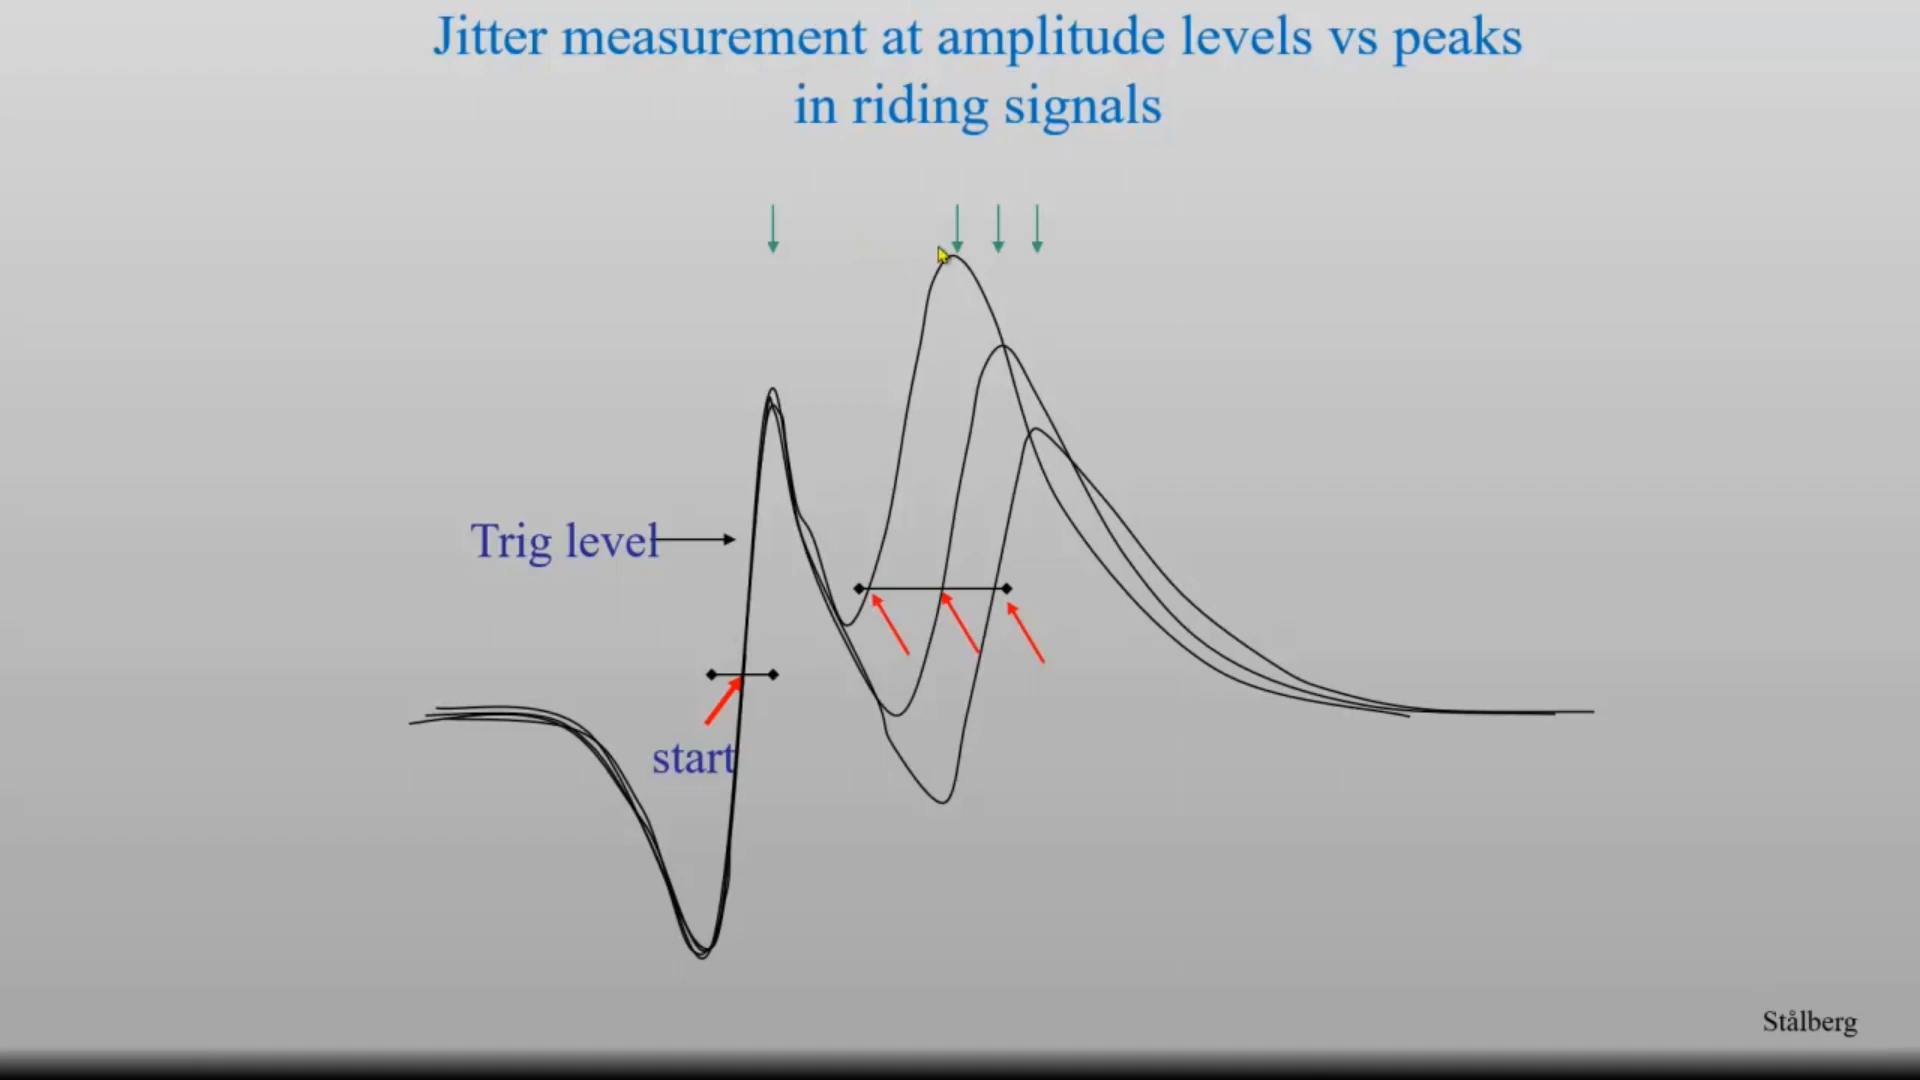 Jitter measurement at amplitude levels vs peaks
in riding signals
Trig level
start
Stålberg